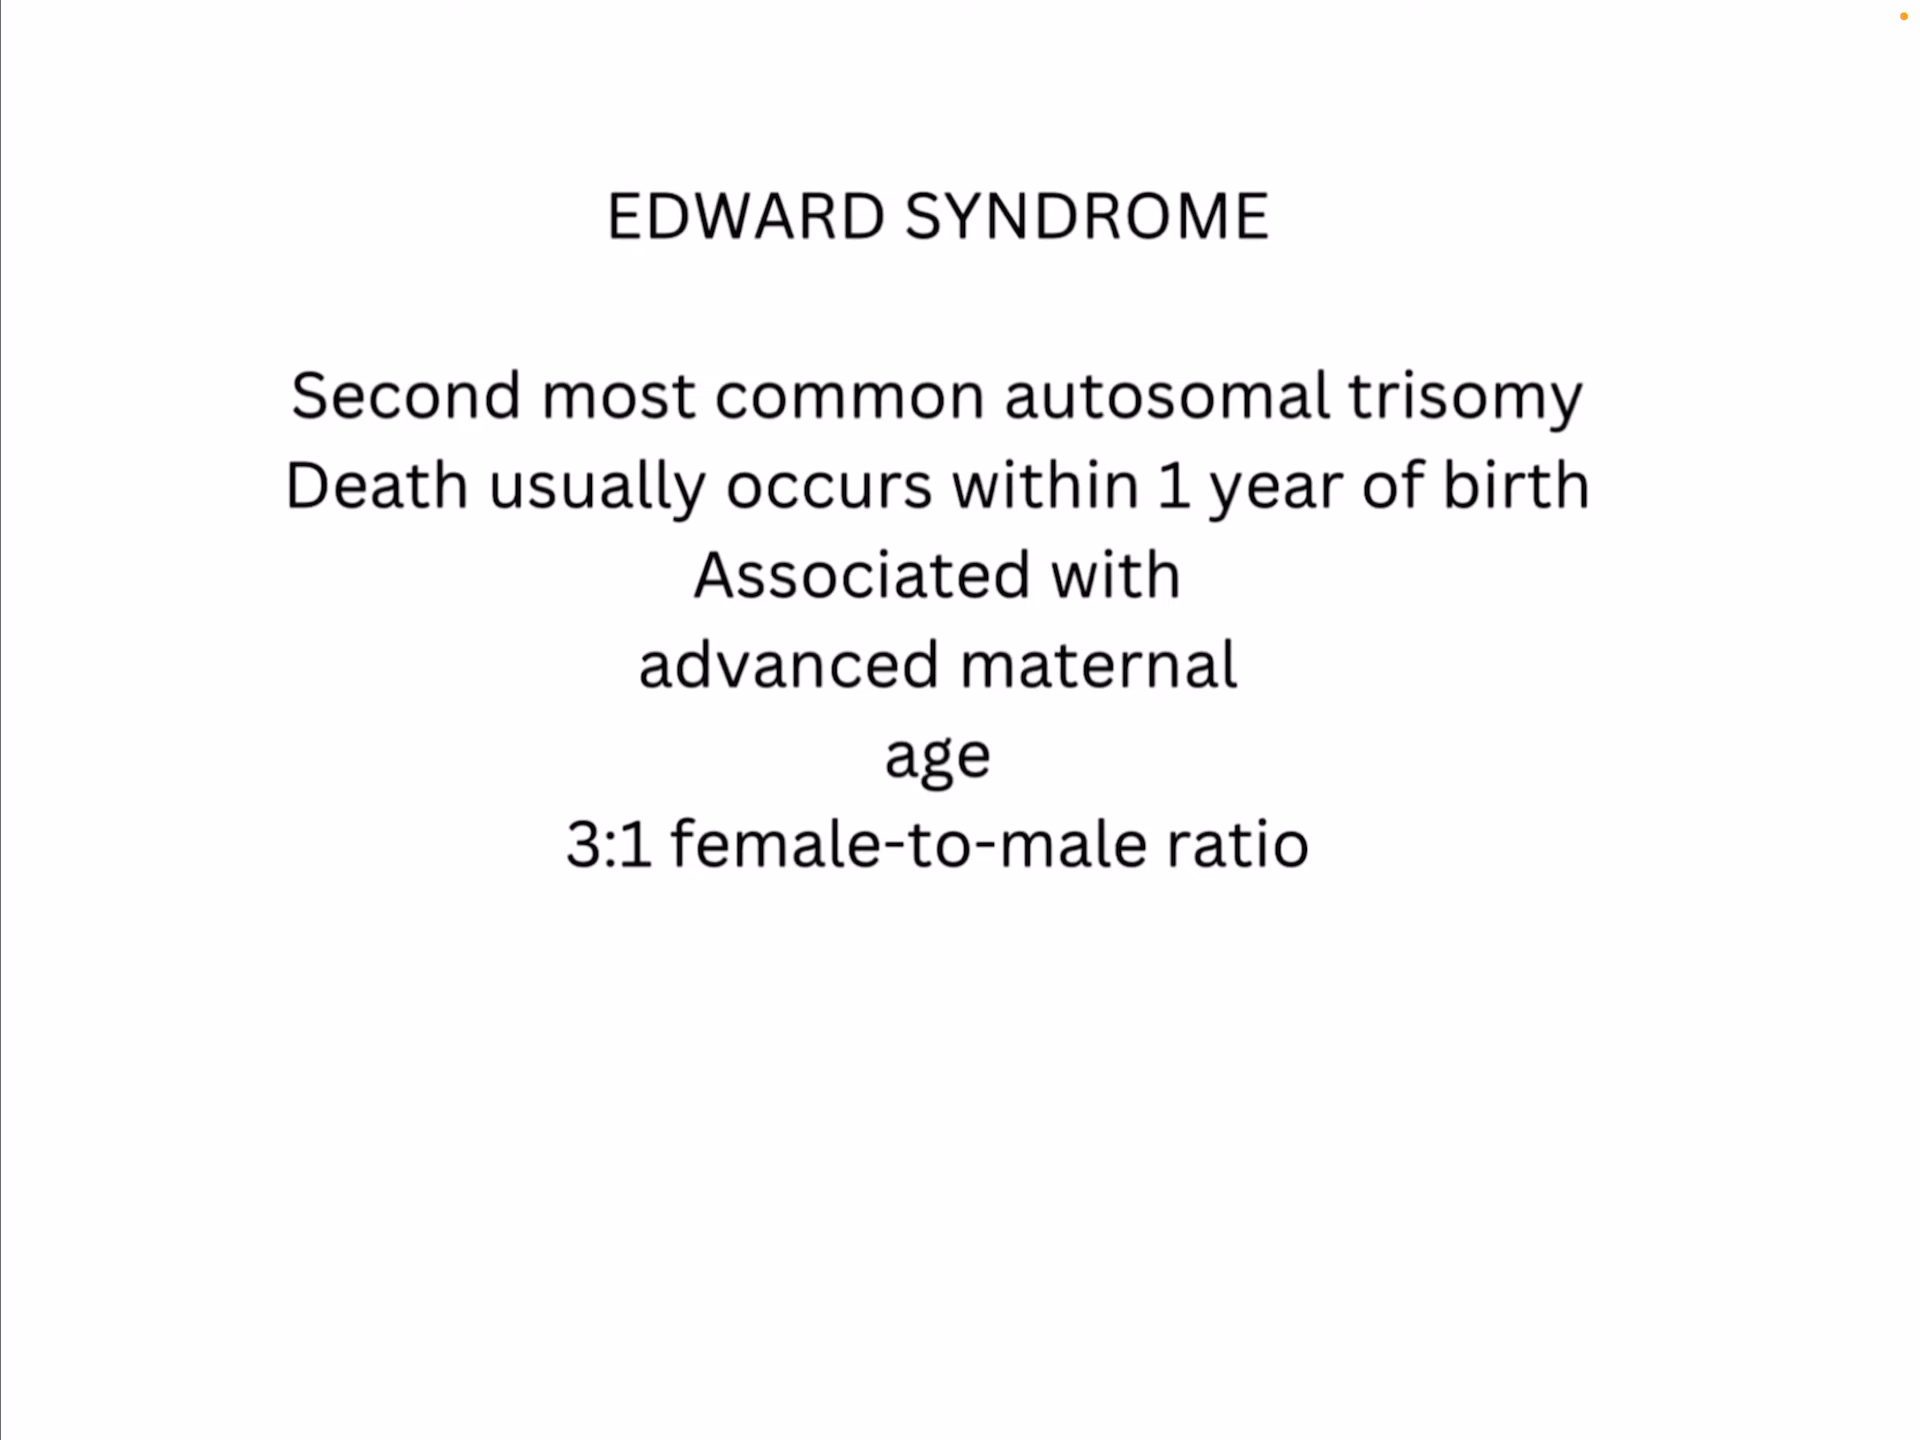 EDWARD SYNDROME
Second most common autosomal trisomy
Death usually occurs within 1 year of birth
Associated with
advanced maternal
age
3:1 female-to-male ratio